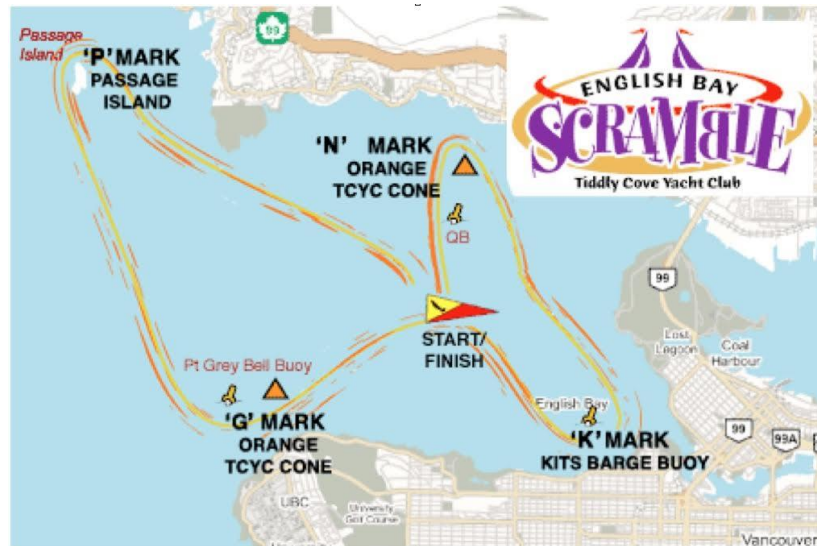 Passage
Island
'P' MARK
PASSAGE
ISLAND
99
ENGLISH BAY
SCRAMBLE
Tiddly Cove Yacht Club
'N' MARK
ORANGE
TCYC CONE
QB
99
START/
FINISH
Lost
Lagoon
Coal
Harbour
Pt Grey Bell Buoy
'G' MARK
ORANGE
TCYC CONE
English Bay
'K' MARK
KITS BARGE BUOY
99
99A
UBC
University
Golf Course
Vancouver